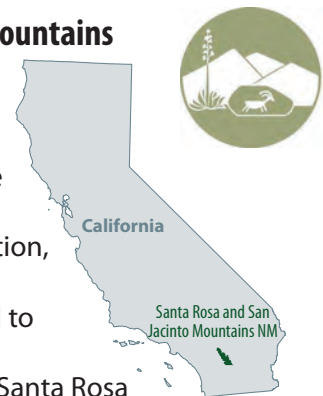 ountains
California
tion,
to
Santa Rosa and San
Jacinto Mountains NM
Santa Rosa